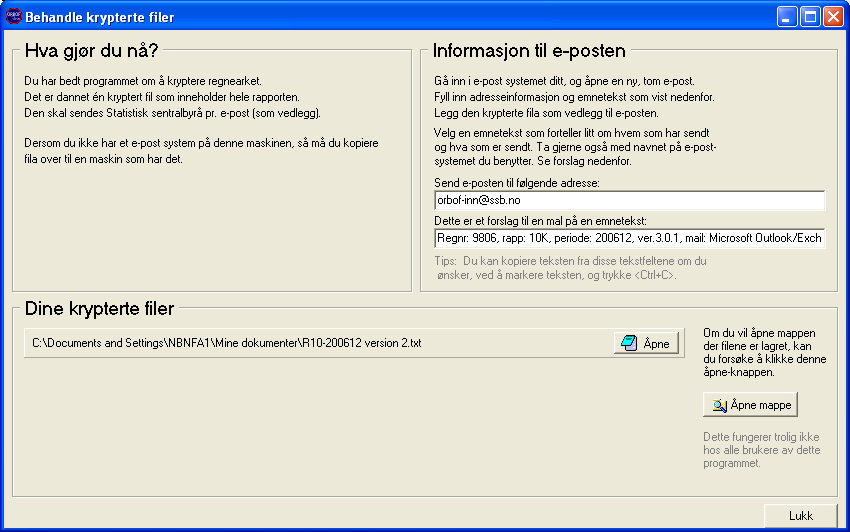 ORBOF
Behandle krypterte filer
Hva gjør du nå?
Du har bedt programmet om å kryptere regnearket.
Det er dannet én kryptert fil som inneholder hele rapporten.
Den skal sendes Statistisk sentralbyrå pr. e-post (som vedlegg).
Dersom du ikke har et e-post system på denne maskinen, så må du kopiere
fila over til en maskin som har det.
Informasjon til e-posten
Gå inn i e-post systemet ditt, og åpne en ny, tom e-post.
Fyll inn adresseinformasjon og emnetekst som vist nedenfor.
Legg den krypterte fila som vedlegg til e-posten.
Velg en emnetekst som forteller litt om hvem som har sendt
og hva som er sendt. Ta gjerne også med navnet på e-post-
systemet du benytter. Se forslag nedenfor.
Send e-posten til følgende adresse:
orbof-inn@ssb.no
Dette er et forslag til en mal på en emnetekst:
Regnr: 9806, rapp: 10K, periode: 200612, ver.3.0.1, mail: Microsoft Outlook/Exch
Tips: Du kan kopiere teksten fra disse tekstfeltene om du
ønsker, ved å markere teksten, og trykke <Ctrl+C>.
Dine krypterte filer
C:\Documents and Settings\NBNFA1\Mine dokumenter\R10-200612 version 2.txt
Åpne
Om du vil åpne mappen
der filene er lagret, kan
du forsøke å klikke denne
åpne-knappen.
Åpne mappe
Dette fungerer trolig ikke
hos alle brukere av dette
programmet.
Lukk